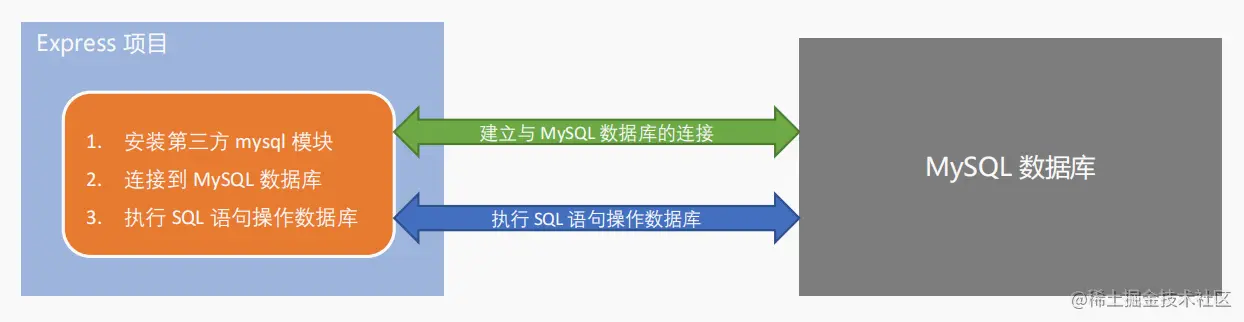 Express 项目
1. 安装第三方 mysql 模块
2. 连接到 MySQL 数据库
3. 执行 SQL 语句操作数据库
建立与 MySQL 数据库的连接
执行 SQL 语句操作数据库
MySQL 数据库
@稀土掘金技术社区